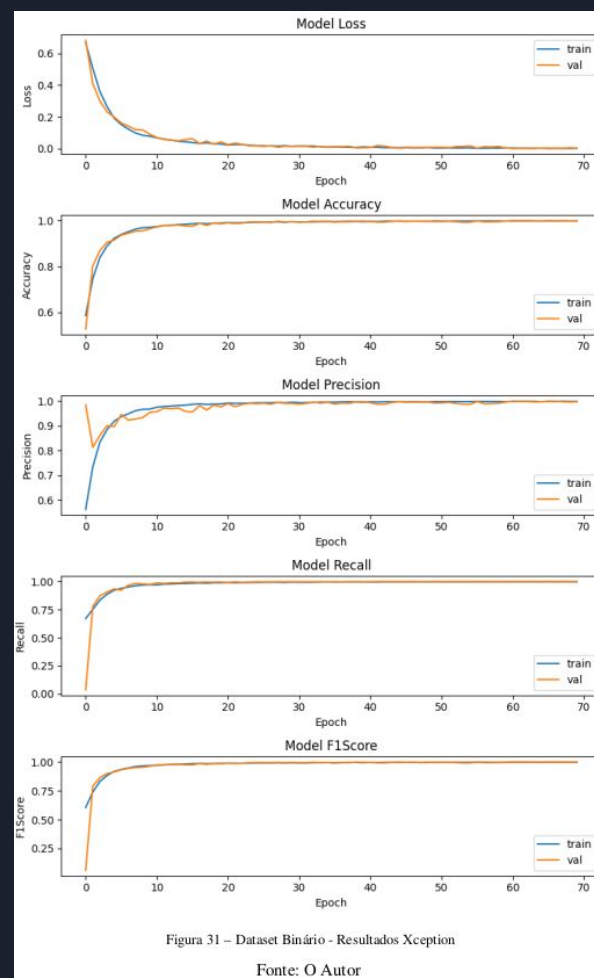 Model Loss
0.6
0.4
0.2
0.0
Loss
train
val
0 10 20 30 40 50 60 70
Epoch
Model Accuracy
1.0
0.8
0.6
Accuracy
train
val
0 10 20 30 40 50 60 70
Epoch
Model Precision
1.0
0.9
0.8
0.7
0.6
Precision
train
val
0 10 20 30 40 50 60 70
Epoch
Model Recall
1.00
0.75
0.50
0.25
0.00
Recall
train
val
0 10 20 30 40 50 60 70
Epoch
Model F1Score
1.00
0.75
0.50
0.25
F1Score
train
val
0 10 20 30 40 50 60 70
Epoch
Figura 31 – Dataset Binário - Resultados Xception
Fonte: O Autor